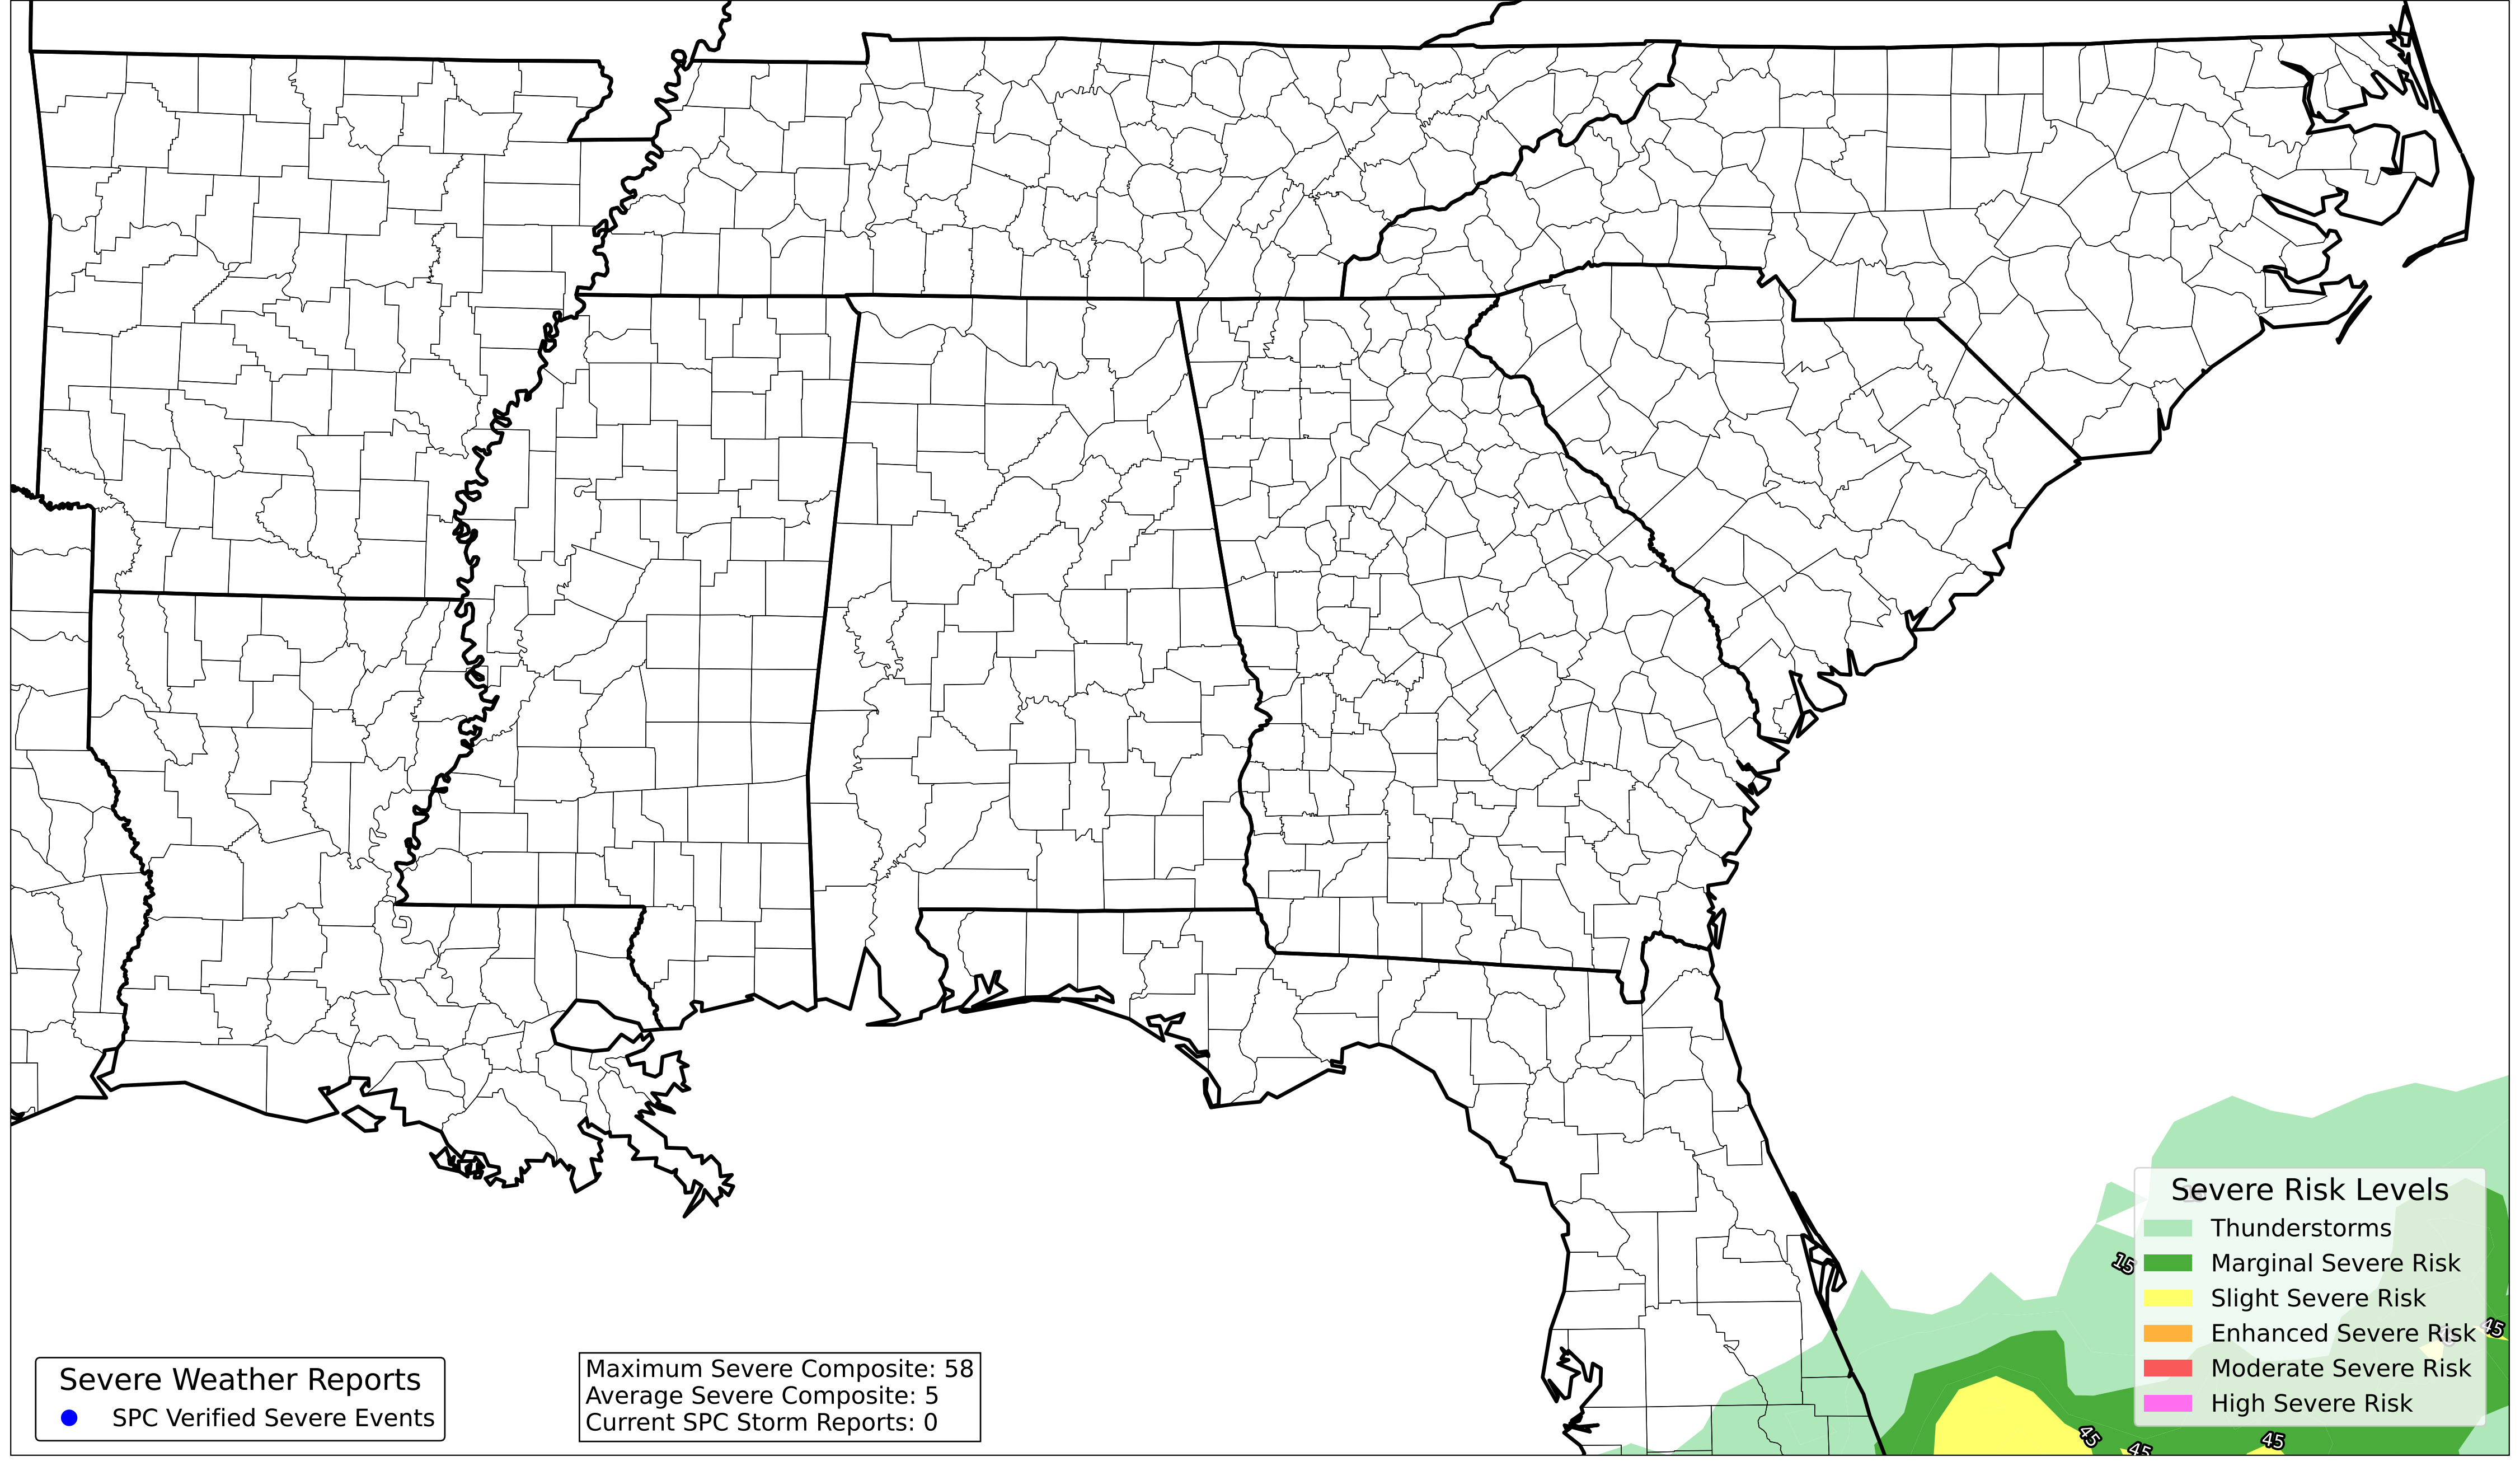 15
Severe Risk Levels
Thunderstorms
Marginal Severe Risk
Slight Severe Risk
Enhanced Severe Risk
Moderate Severe Risk
High Severe Risk
45
45
45
45
Severe Weather Reports
SPC Verified Severe Events
Maximum Severe Composite: 58
Average Severe Composite: 5
Current SPC Storm Reports: 0